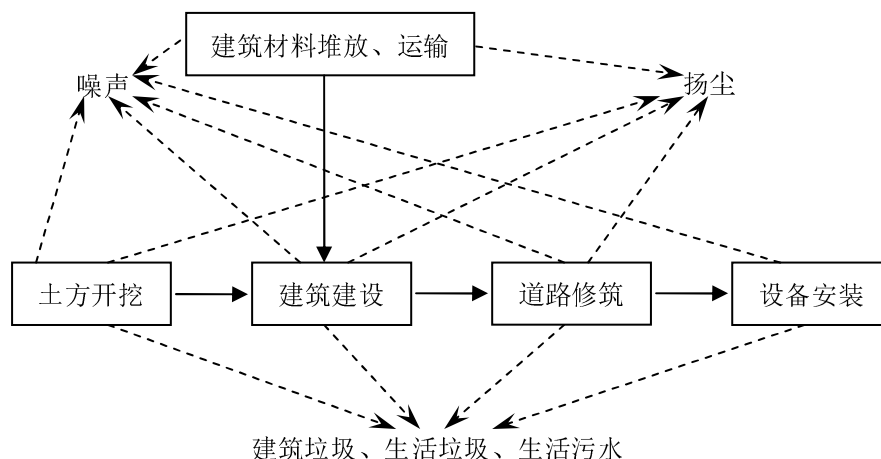 建筑材料堆放、运输
噪声
扬尘
土方开挖
建筑建设
道路修筑
设备安装
建筑垃圾、生活垃圾、生活污水